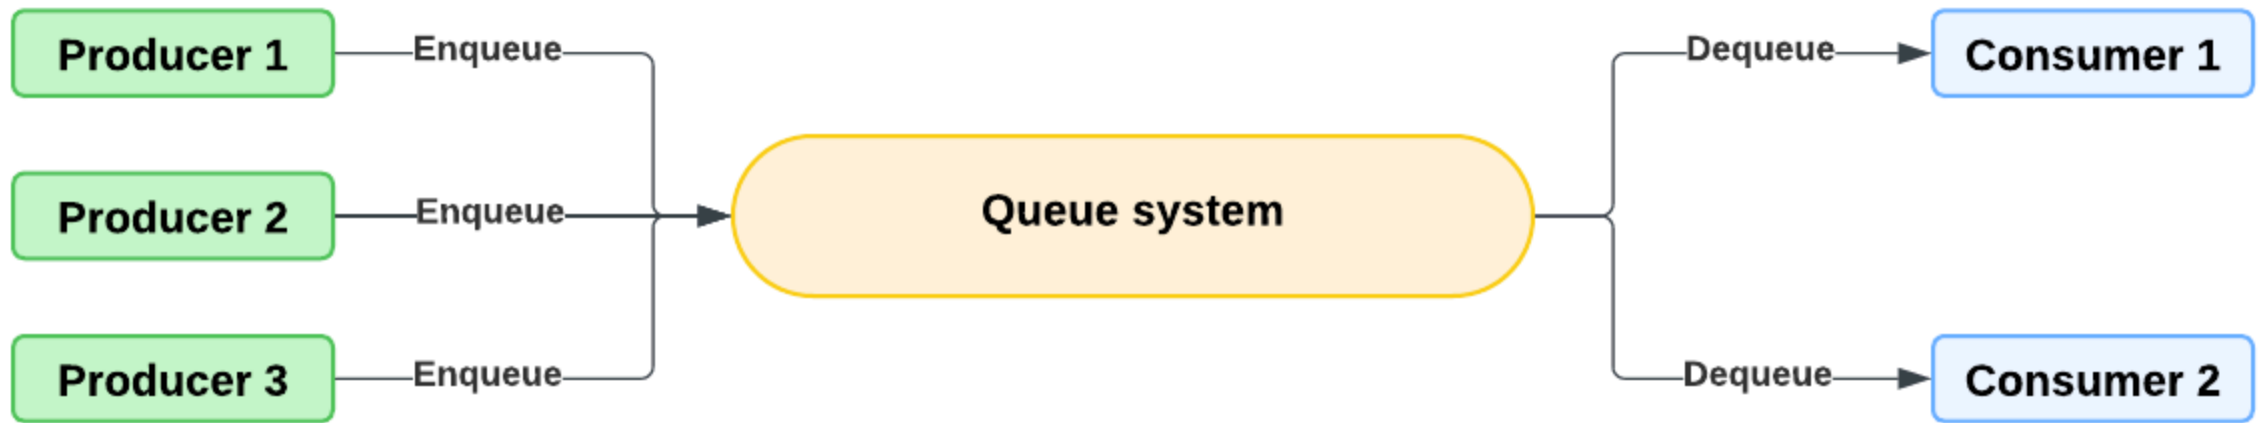 Producer 1
Enqueue
Dequeue
Consumer 1
Producer 2
Enqueue
Queue system
Producer 3
Enqueue
Dequeue
Consumer 2